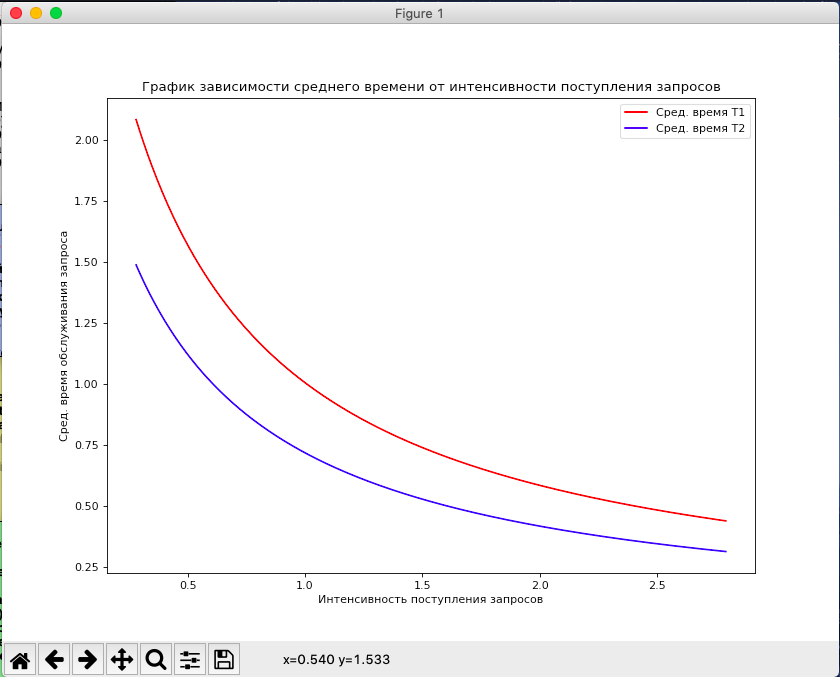 Figure 1
График зависимости среднего времени от интенсивности поступления запросов
Сред. время T1
Сред. время T2
Сред. время обслуживания запроса
2.00
1.75
1.50
1.25
1.00
0.75
0.50
0.25
0.5
1.0
1.5
2.0
2.5
Интенсивность поступления запросов
x=0.540 y=1.533